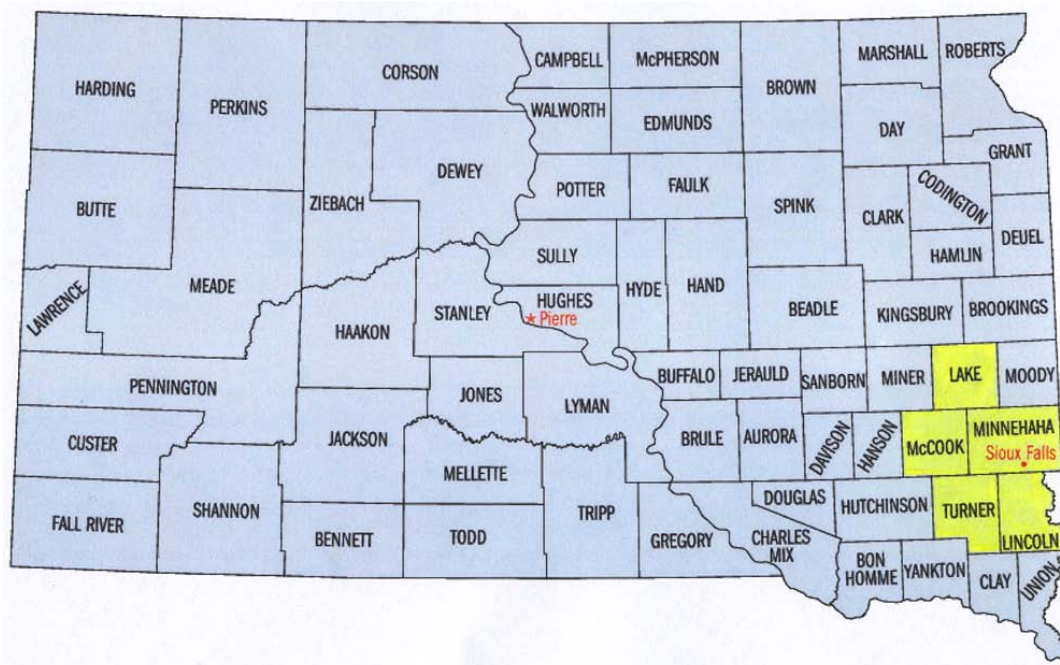 HARDING
PERKINS
CORSON
CAMPBELL
McPHERSON
BROWN
MARSHALL
ROBERTS
WALWORTH
EDMUNDS
DAY
BUTTE
ZIEBACH
DEWEY
POTTER
FAULK
SPINK
CLARK
CODINGTON
GRANT
DEUEL
HAMLIN
LAWRENCE
MEADE
SULLY
HYDE
HAND
HAAKON
STANLEY
HUGHES
* Pierre
BEADLE
KINGSBURY
BROOKINGS
PENNINGTON
JONES
LYMAN
BUFFALO
JERAULD
SANBORN
MINER
LAKE
MOODY
CUSTER
JACKSON
MELLETTE
BRULE
AURORA
DAVISON
HANSON
McCOOK
MINNEHAHA
Sioux Falls
FALL RIVER
SHANNON
BENNETT
TODD
TRIPP
GREGORY
DOUGLAS
CHARLES
MIX
HUTCHINSON
TURNER
LINCOLN
BON
HOMME
YANKTON
CLAY
UNION